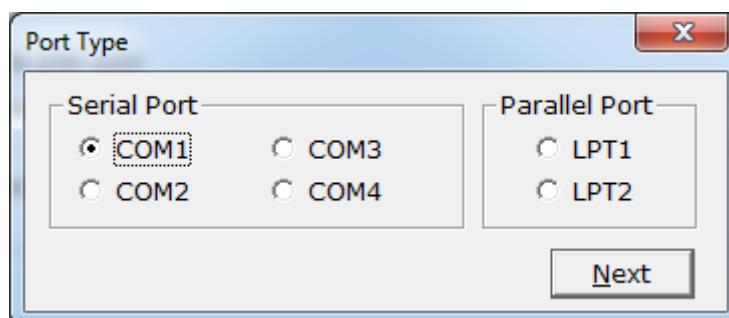 Port Type
Serial Port
COM1 COM3
COM2 COM4
Parallel Port
LPT1
LPT2
Next